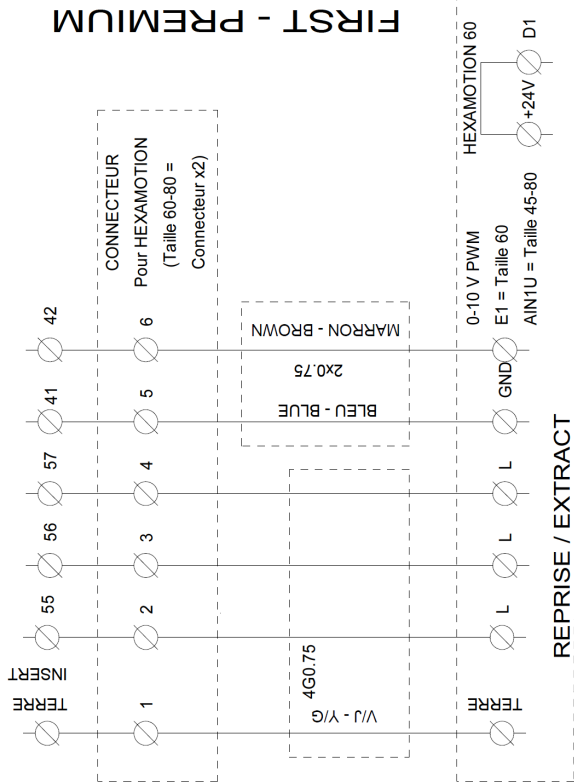 FIRST - PREMIUM
CONNECTEUR
Pour HEXAMOTION
(Taille 60-80 =
Connecteur x2)
HEXAMOTION 60
+24V
D1
0-10 V PWM
E1 = Taille 60
AIN1U = Taille 45-80
42
6
MARRON - BROWN
2x0.75
41
5
BLEU - BLUE
GND
57
4
L
56
3
L
55
2
L
INSERT
TERRE
1
4G0.75
V/J - Y/G
TERRE
REPRISE / EXTRACT